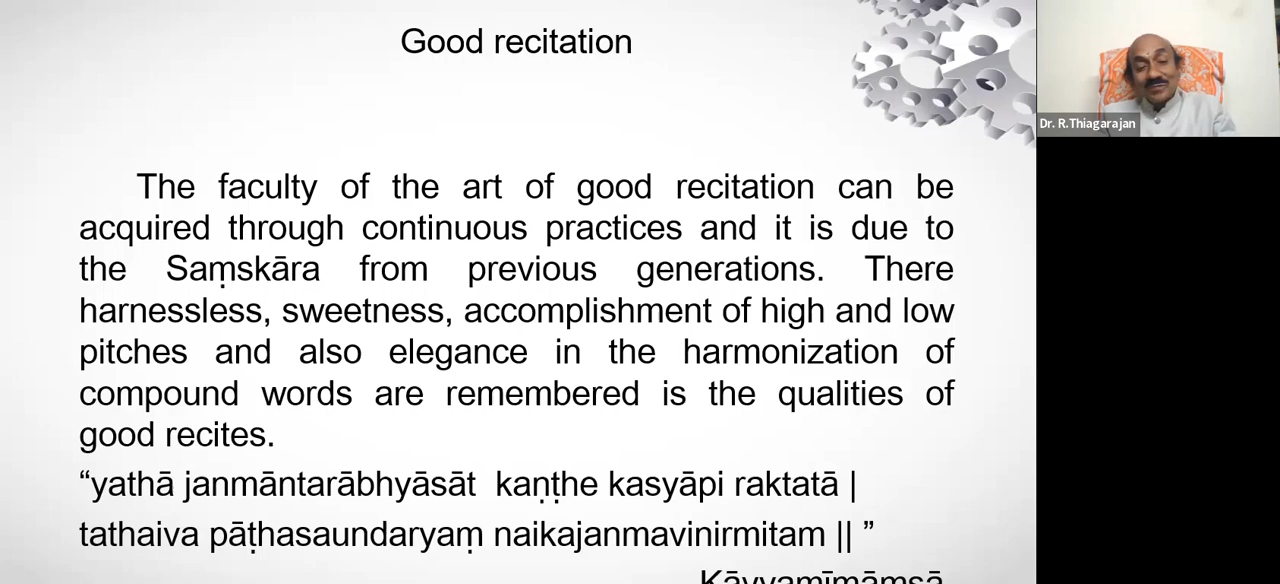 Good recitation
Dr. R.Thiagarajan
The faculty of the art of good recitation can be
acquired through continuous practices and it is due to
the Saṃskāra from previous generations. There
harnessless, sweetness, accomplishment of high and low
pitches and also elegance in the harmonization of
compound words are remembered is the qualities of
good recites.
“yathā janmāntarābhyāsāt kaṇṭhe kasyāpi raktatā |
tathaiva pāṭhasaundaryaṃ naikajanmavinirmitam || ”
Kāvyamīmāṃsā